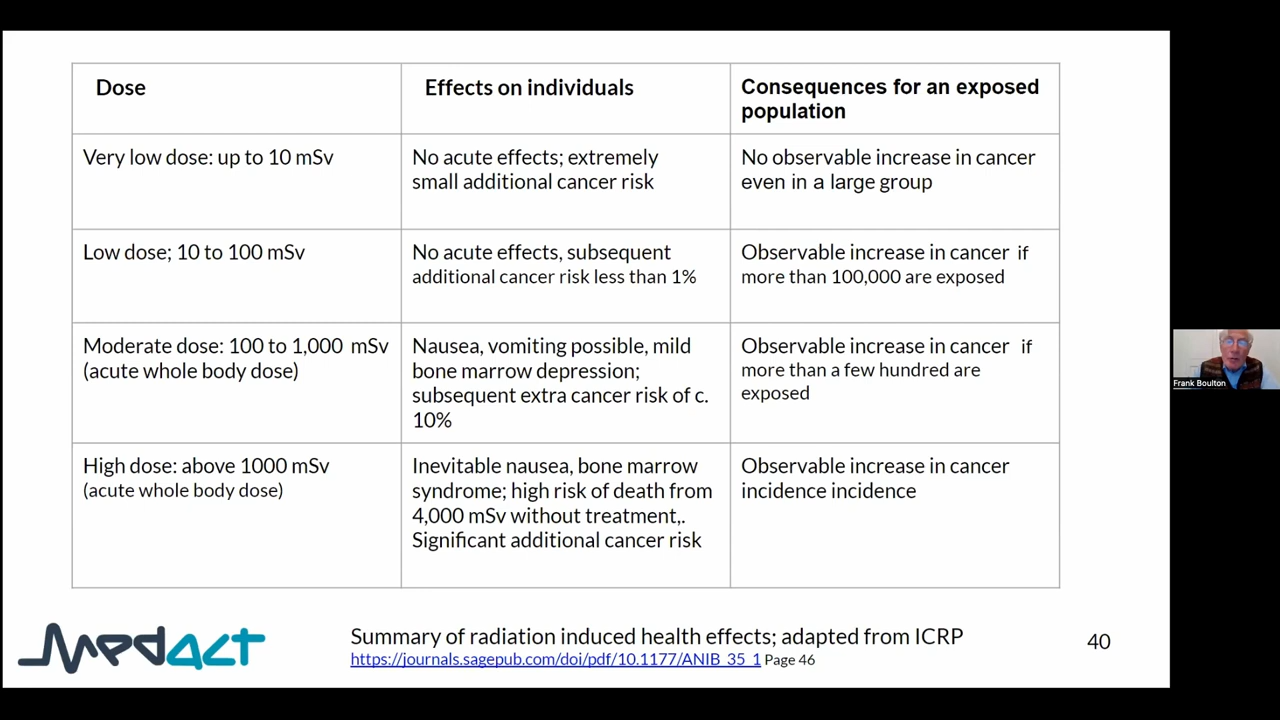 Dose
Effects on individuals
Consequences for an exposed
population
Very low dose: up to 10 mSv
No acute effects; extremely
small additional cancer risk
No observable increase in cancer
even in a large group
Low dose; 10 to 100 mSv
No acute effects, subsequent
additional cancer risk less than 1%
Observable increase in cancer if
more than 100,000 are exposed
Moderate dose: 100 to 1,000 mSv
(acute whole body dose)
Nausea, vomiting possible, mild
bone marrow depression;
subsequent extra cancer risk of c.
10%
Observable increase in cancer if
more than a few hundred are
exposed
High dose: above 1000 mSv
(acute whole body dose)
Inevitable nausea, bone marrow
syndrome; high risk of death from
4,000 mSv without treatment,.
Significant additional cancer risk
Observable increase in cancer
incidence incidence
medact
Summary of radiation induced health effects; adapted from ICRP
https://journals.sagepub.com/doi/pdf/10.1177/ANIB_35_1 Page 46
40
Frank Boulton